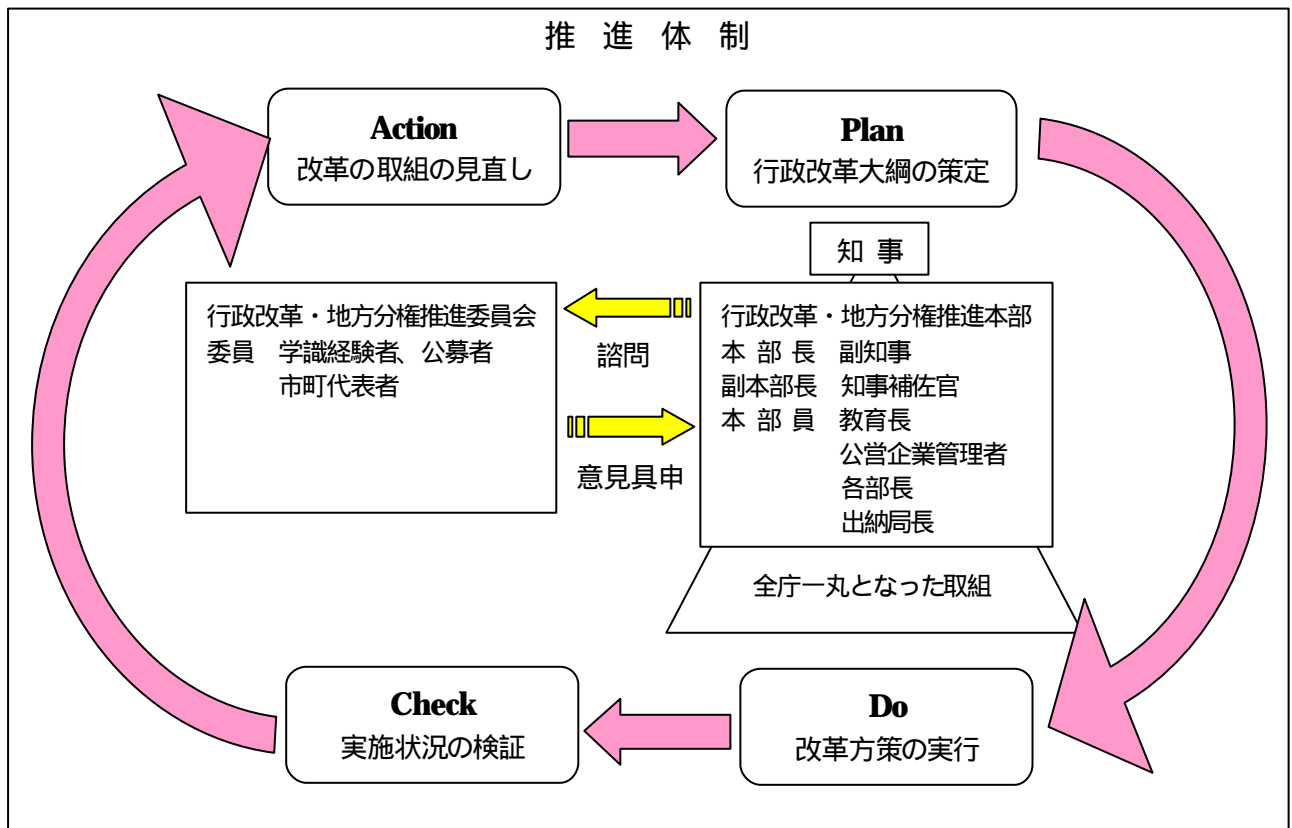 推 進 体 制
Action
改革の取組の見直し
Plan
行政改革大綱の策定
知 事
行政改革・地方分権推進委員会
委員 学識経験者、公募者
市町代表者
諮問
意見具申
行政改革・地方分権推進本部
本 部 長 副知事
副本部長 知事補佐官
本 部 員 教育長
公営企業管理者
各部長
出納局長
全庁一丸となった取組
Check
実施状況の検証
Do
改革方策の実行